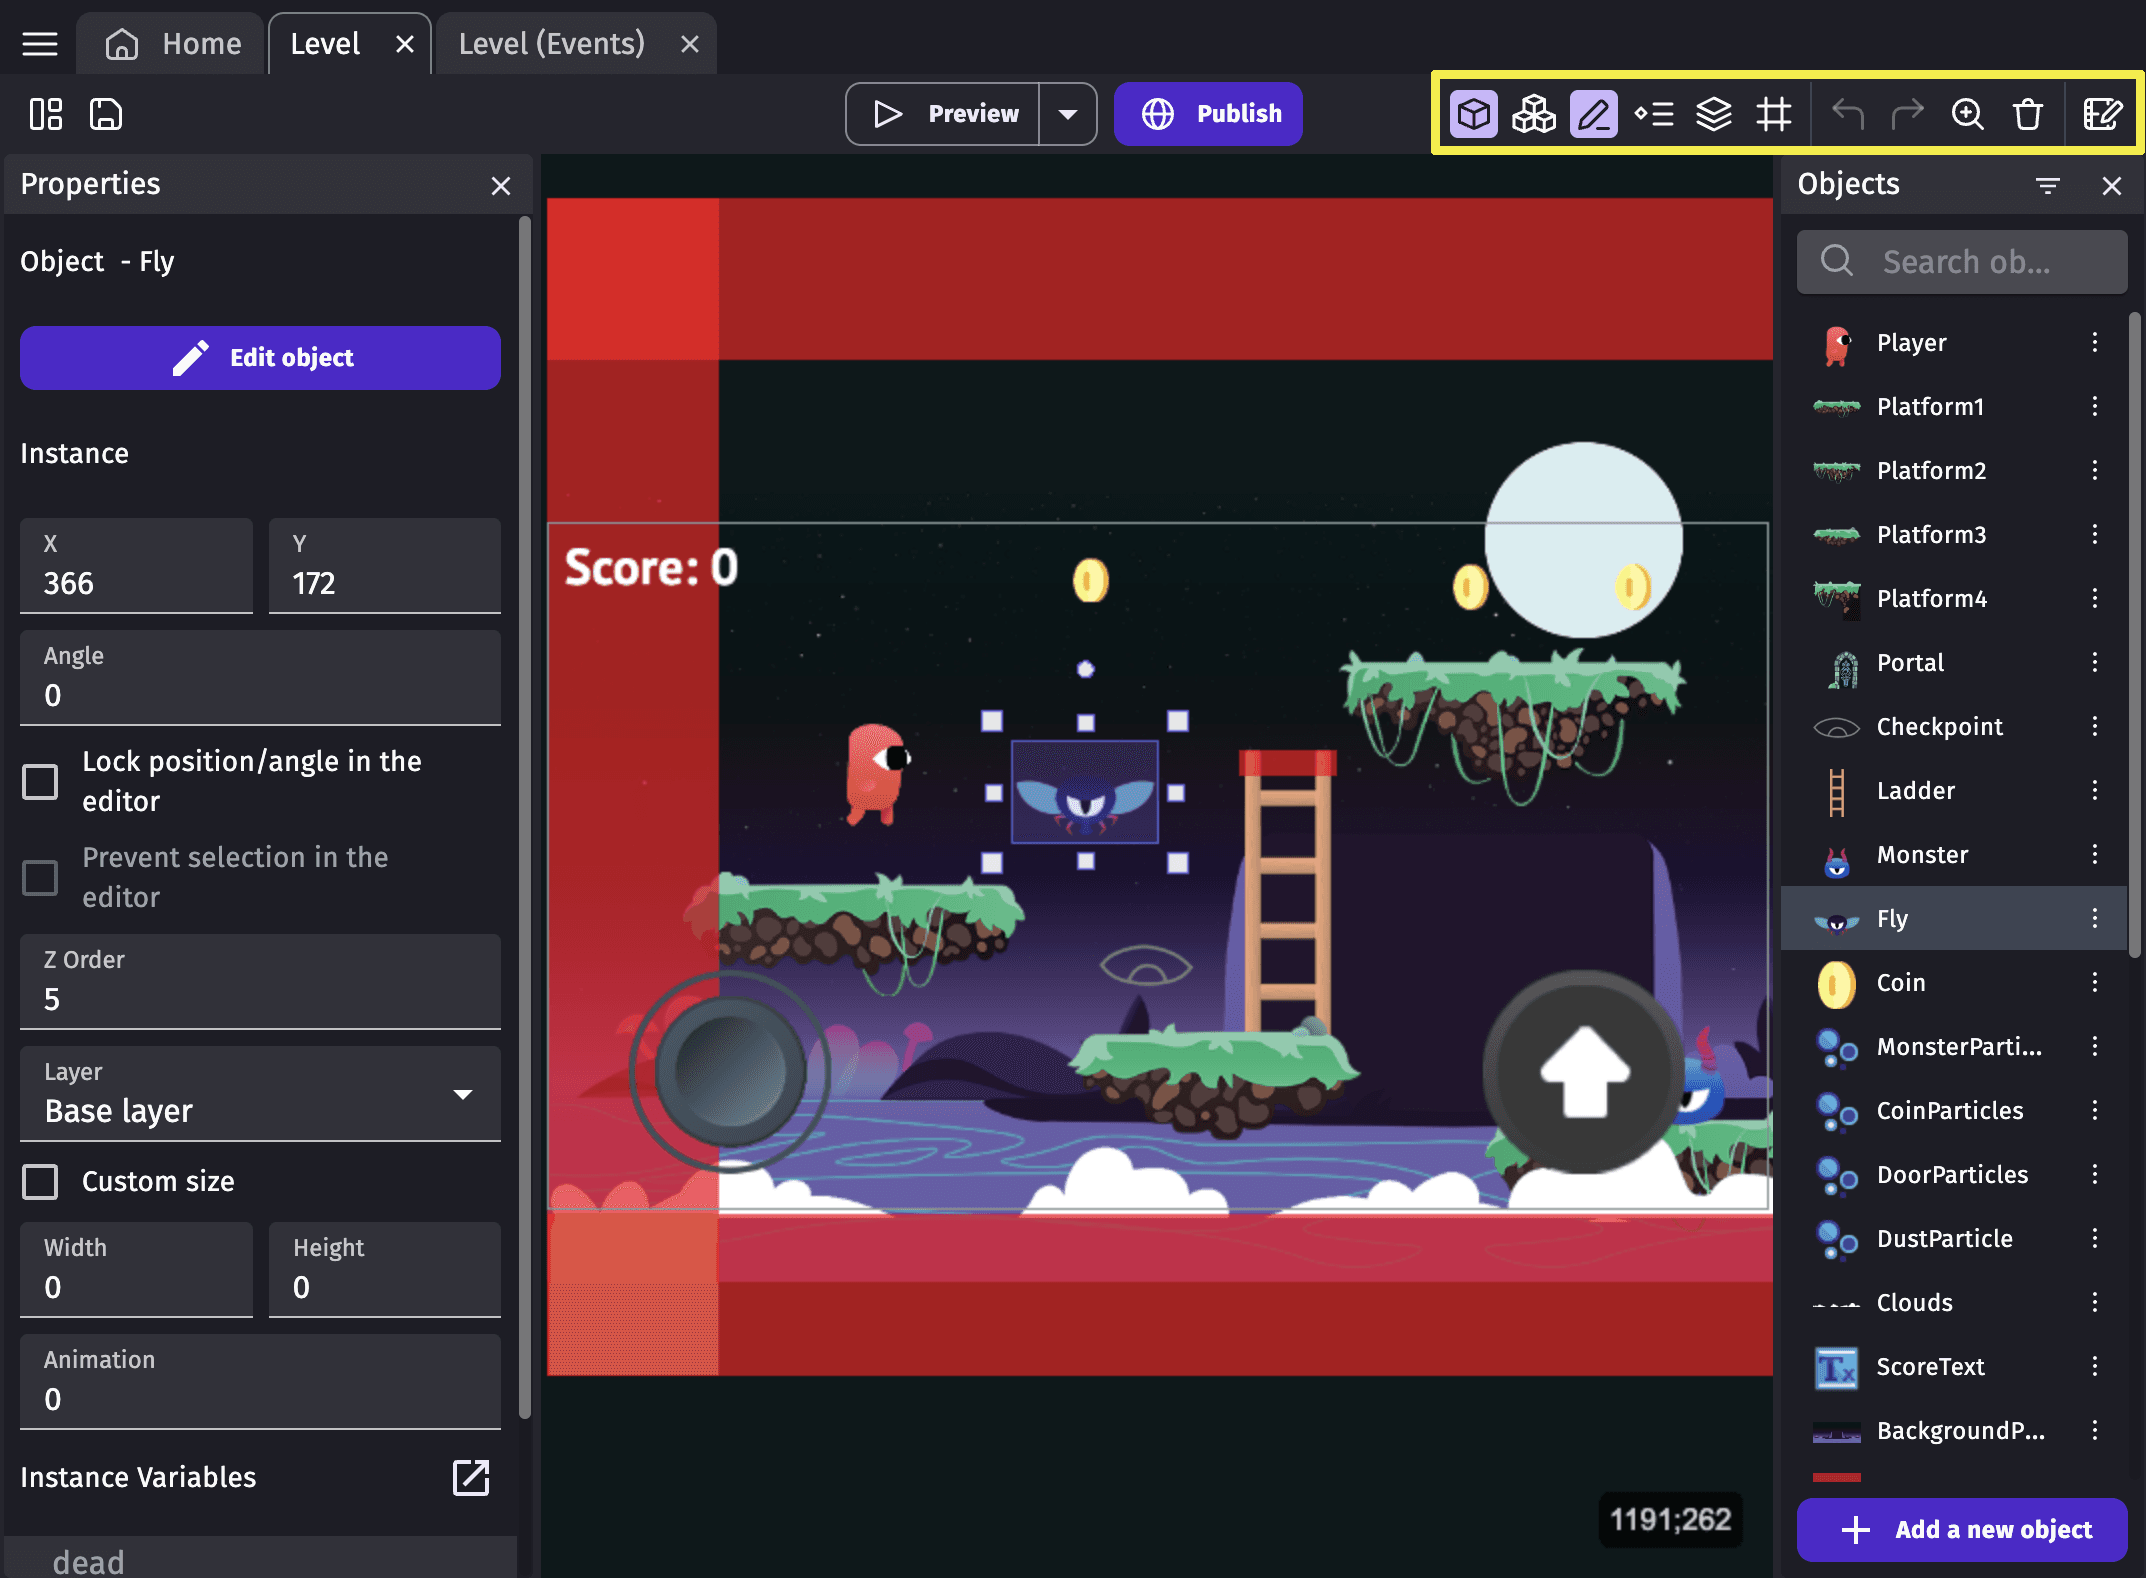 Home
Level
Level (Events)
Preview
Publish
Properties
Object - Fly
Edit object
Instance
X
366
Y
172
Angle
0
Lock position/angle in the
editor
Prevent selection in the
editor
Z Order
5
Layer
Base layer
Custom size
Width
0
Height
0
Animation
0
Instance Variables
dead
Score: 0
1191;262
Objects
Search ob...
Player
Platform1
Platform2
Platform3
Platform4
Portal
Checkpoint
Ladder
Monster
Fly
Coin
MonsterParti...
CoinParticles
DoorParticles
DustParticle
Clouds
Tx
ScoreText
BackgroundP...
Add a new object